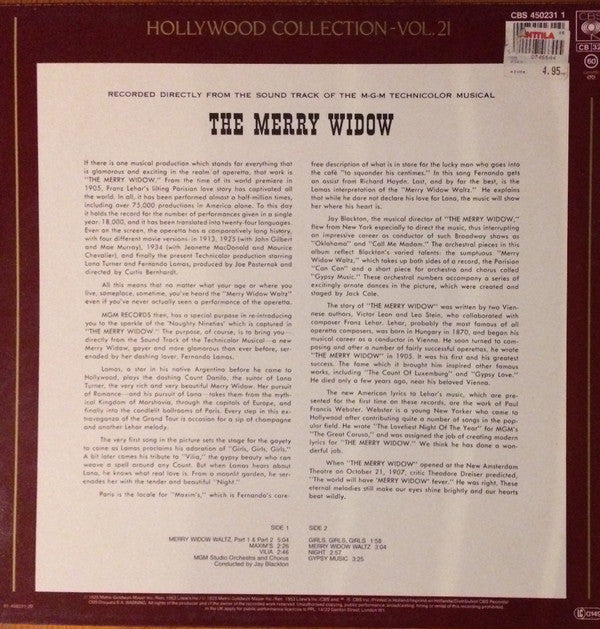 HOLLYWOOD COLLECTION-VOL. 21
CBS 450231 1
ANTTILA
4.95
CBS
CB 32
60
RECORDED DIRECTLY FROM THE SOUND TRACK OF THE M-G-M TECHNICOLOR MUSICAL
THE MERRY WIDOW
If there is one musical production which stands for everything that
is glamorous and exciting in the realm of operetta, that work is
"THE MERRY WIDOW." From the time of its world premiere in
1905, Franz Lehar's lilting Parisian love story has captivated all
the world. In all, it has been performed almost a half-million times,
including over 75,000 productions in America alone. To this day
it holds the record for the number of performances given in a single
year, 18,000, and it has been translated into twenty-four languages.
Even on the screen, the operetta has a comparatively long history,
with four different movie versions: in 1913, 1925 (with John Gilbert
and Mae Murray), 1934 (with JeanneMacDonald and Maurice
Chevalier), and finally the present Technicolor production starring
Lana Turner and Fernando Lamas, produced by Joe Pasternak and
directed by Curtis Bernhardt.
All this means that no matter what your age or where you
live, someplace, sometime, you've heard the "Merry Widow Waltz"
even if you've never actually seen a performance of the operetta.
MGM RECORDS then, has a special purpose in re-introducing
you to the sparkle of the "Naughty Nineties" which is captured in
"THE MERRY WIDOW." The purpose, of course, is to bring you—
directly from the Sound Track of the Technicolor Musical—a new
Merry Widow, gayer and more glamorous than ever before, ser-
enaded by her dashing lover, Fernando Lamas.
Lamas, a star in his native Argentina before he came to
Hollywood, plays the dashing Count Danilo, the suitor of Lana
Turner, the very rich and very beautiful Merry Widow. Her pursuit
of Romance—and his pursuit of Lana—takes them from the myth-
ical Kingdom of Marshovia, through the capitals of Europe, and
finally into the candlelit ballrooms of Paris. Every step in this ex-
travaganza of the Grand Tour is occasion for a sip of champagne
and another Lehar melody.
The very first song in the picture sets the stage for the gayety
to come as Lamas proclaims his adoration of "Girls, Girls, Girls."
A bit later comes his tribute to "Vilia," the gypsy beauty who can
weave a spell around any Count. But when Lamas hears about
Lana, he knows what real love is. From a moonlit garden, he ser-
enades her with the tender and beautiful "Night."
Paris is the locale for "Maxim's," which is Fernando's care-
free description of what is in store for the lucky man who goes into
the café "to squander his centimes." In this song Fernando gets
an assist from Richard Haydn. Last, and by far the best, is the
Lamas interpretation of the "Merry Widow Waltz." He explains
that while he dare not declare his love for Lana, the music will show
her where his heart is.
Jay Blackton, the musical director of "THE MERRY WIDOW,"
flew from New York especially to direct the music, thus interrupting
an impressive career as conductor of such Broadway shows as
"Oklahoma" and "Call Me Madam." The orchestral pieces in this
album reflect Blackton's varied talents: the sumptuous "Merry
Widow Waltz," which takes up both sides of a record, the Parisian
"Can Can" and a short piece for orchestra and chorus called
"Gypsy Music." These orchestral numbers accompany a series of
excitingly ornate dances in the picture, which were created and
staged by Jack Cole.
The story of "THE MERRY WIDOW" was written by two Vien-
nese authors, Victor Leon and Leo Stein, who collaborated with
composer Franz Lehar. Lehar, probably the most famous of all
operetta composers, was born in Hungary in 1870, and began his
musical career as a conductor in Vienna. He soon turned to com-
posing and after a number of fairly successful operettas, he wrote
"THE MERRY WIDOW" in 1905. It was his first and his greatest
success. The fame which it brought him inspired other famous
works, including "The Count Of Luxemburg" and "Gypsy Love."
He died only a few years ago, near his beloved Vienna.
The new American lyrics to Lehar's music, which are pre-
sented for the first time on these records, are the work of Paul
Francis Webster. Webster is a young New Yorker who came to
Hollywood after contributing quite a number of songs in the pop-
ular field. He wrote "The Loveliest Night Of The Year" for MGM's
"The Great Caruso," and was assigned the job of creating modern
lyrics for "THE MERRY WIDOW." We think he has done a won-
derful job.
When "THE MERRY WIDOW" opened at the New Amsterdam
Theatre on October 21, 1907, critic Theodore Dreiser predicted,
"The world will have 'MERRY WIDOW' fever." He was right. These
eternal melodies still make our eyes shine brightly and our hearts
beat wildly.
SIDE 1
MERRY WIDOW WALTZ, Part 1 & Part 2 5:04
MAXIM'S 2:26
VILIA 2:46
MGM Studio Orchestra and Chorus
Conducted by Jay Blackton
SIDE 2
GIRLS, GIRLS, GIRLS 1:58
MERRY WIDOW WALTZ 3:04
NIGHT 2:57
GYPSY MUSIC 3:25